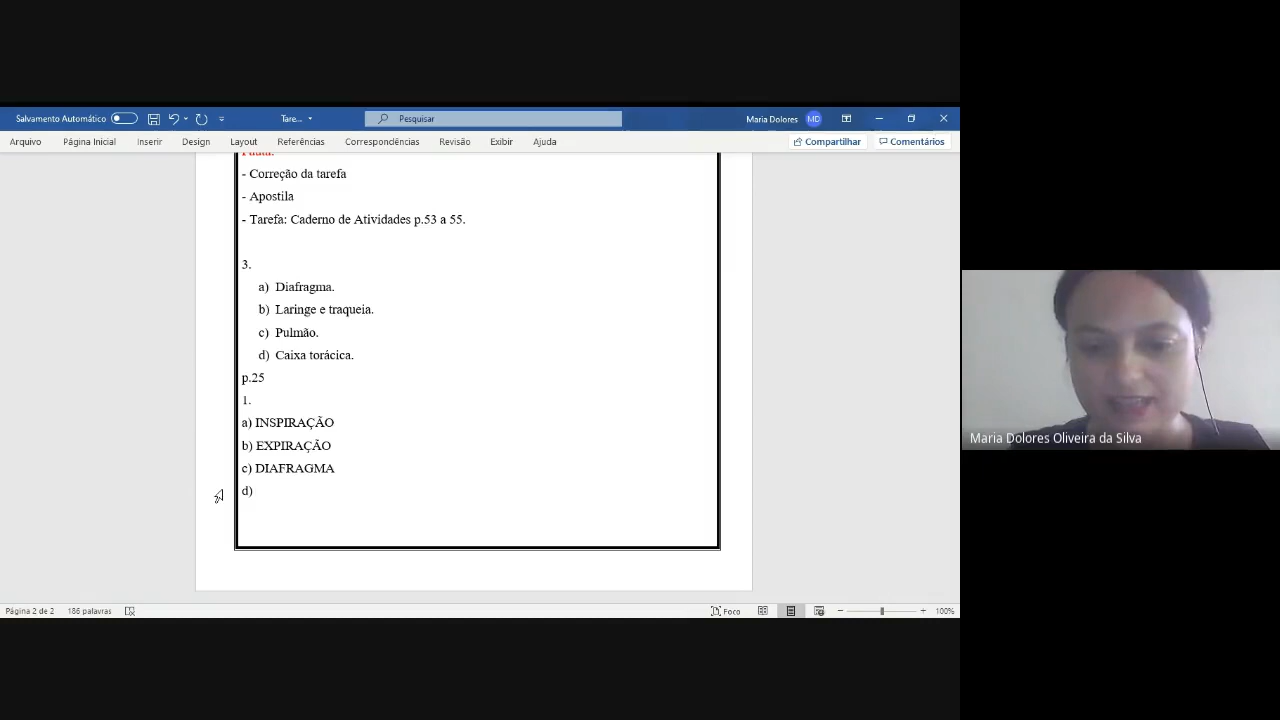 Salvamento Automático
Tare...
Pesquisar
Maria Dolores
MD
Arquivo
Página Inicial
Inserir
Design
Layout
Referências
Correspondências
Revisão
Exibir
Ajuda
Compartilhar
Comentários
- Correção da tarefa
- Apostila
- Tarefa: Caderno de Atividades p.53 a 55.
3.
a) Diafragma.
b) Laringe e traqueia.
c) Pulmão.
d) Caixa torácica.
p.25
1.
a) INSPIRAÇÃO
b) EXPIRAÇÃO
c) DIAFRAGMA
d)
Maria Dolores Oliveira da Silva
Página 2 de 2
186 palavras
Foco
100%